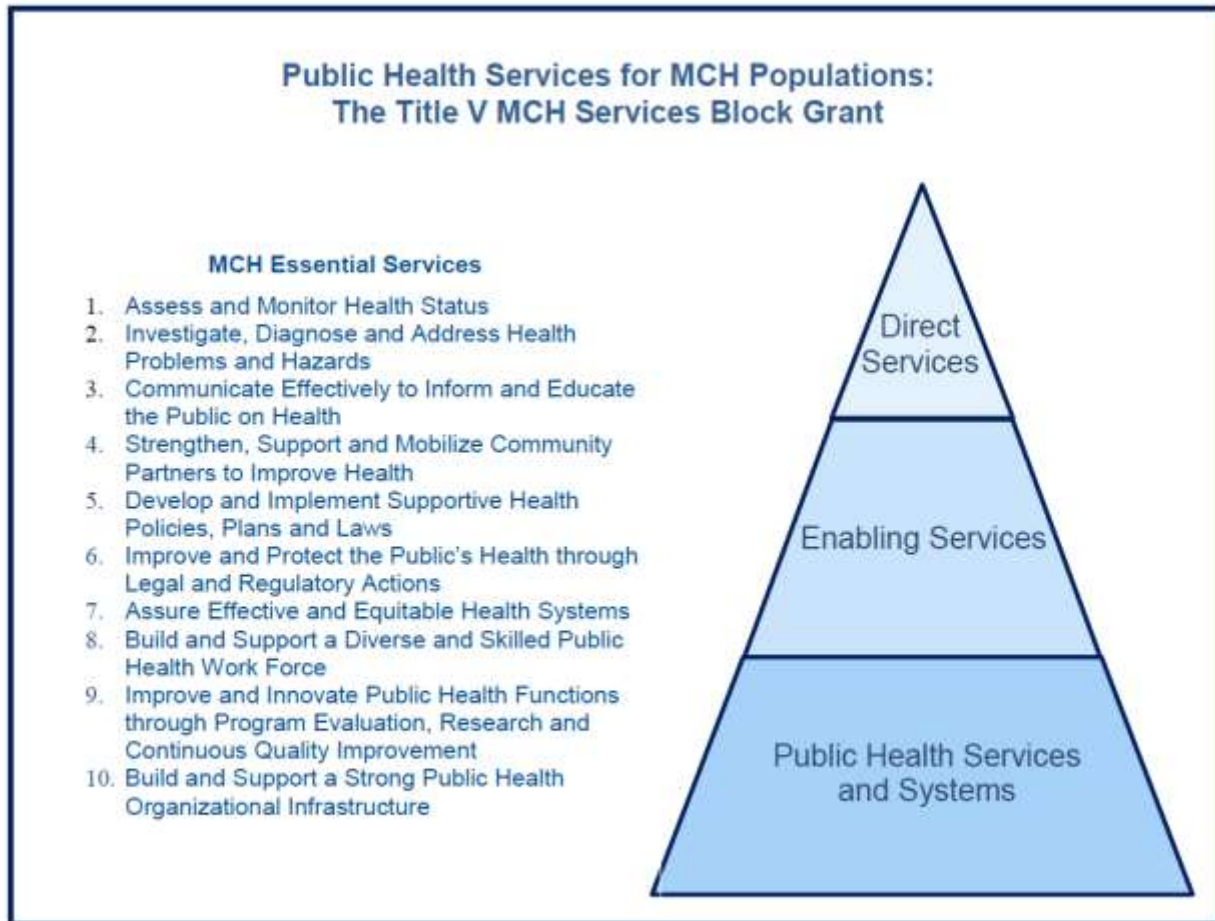 Public Health Services for MCH Populations:
The Title V MCH Services Block Grant
MCH Essential Services
1. Assess and Monitor Health Status
2. Investigate, Diagnose and Address Health
Problems and Hazards
3. Communicate Effectively to Inform and Educate
the Public on Health
4. Strengthen, Support and Mobilize Community
Partners to Improve Health
5. Develop and Implement Supportive Health
Policies, Plans and Laws
6. Improve and Protect the Public's Health through
Legal and Regulatory Actions
7. Assure Effective and Equitable Health Systems
8. Build and Support a Diverse and Skilled Public
Health Work Force
9. Improve and Innovate Public Health Functions
through Program Evaluation, Research and
Continuous Quality Improvement
10. Build and Support a Strong Public Health
Organizational Infrastructure
Direct
Services
Enabling Services
Public Health Services
and Systems